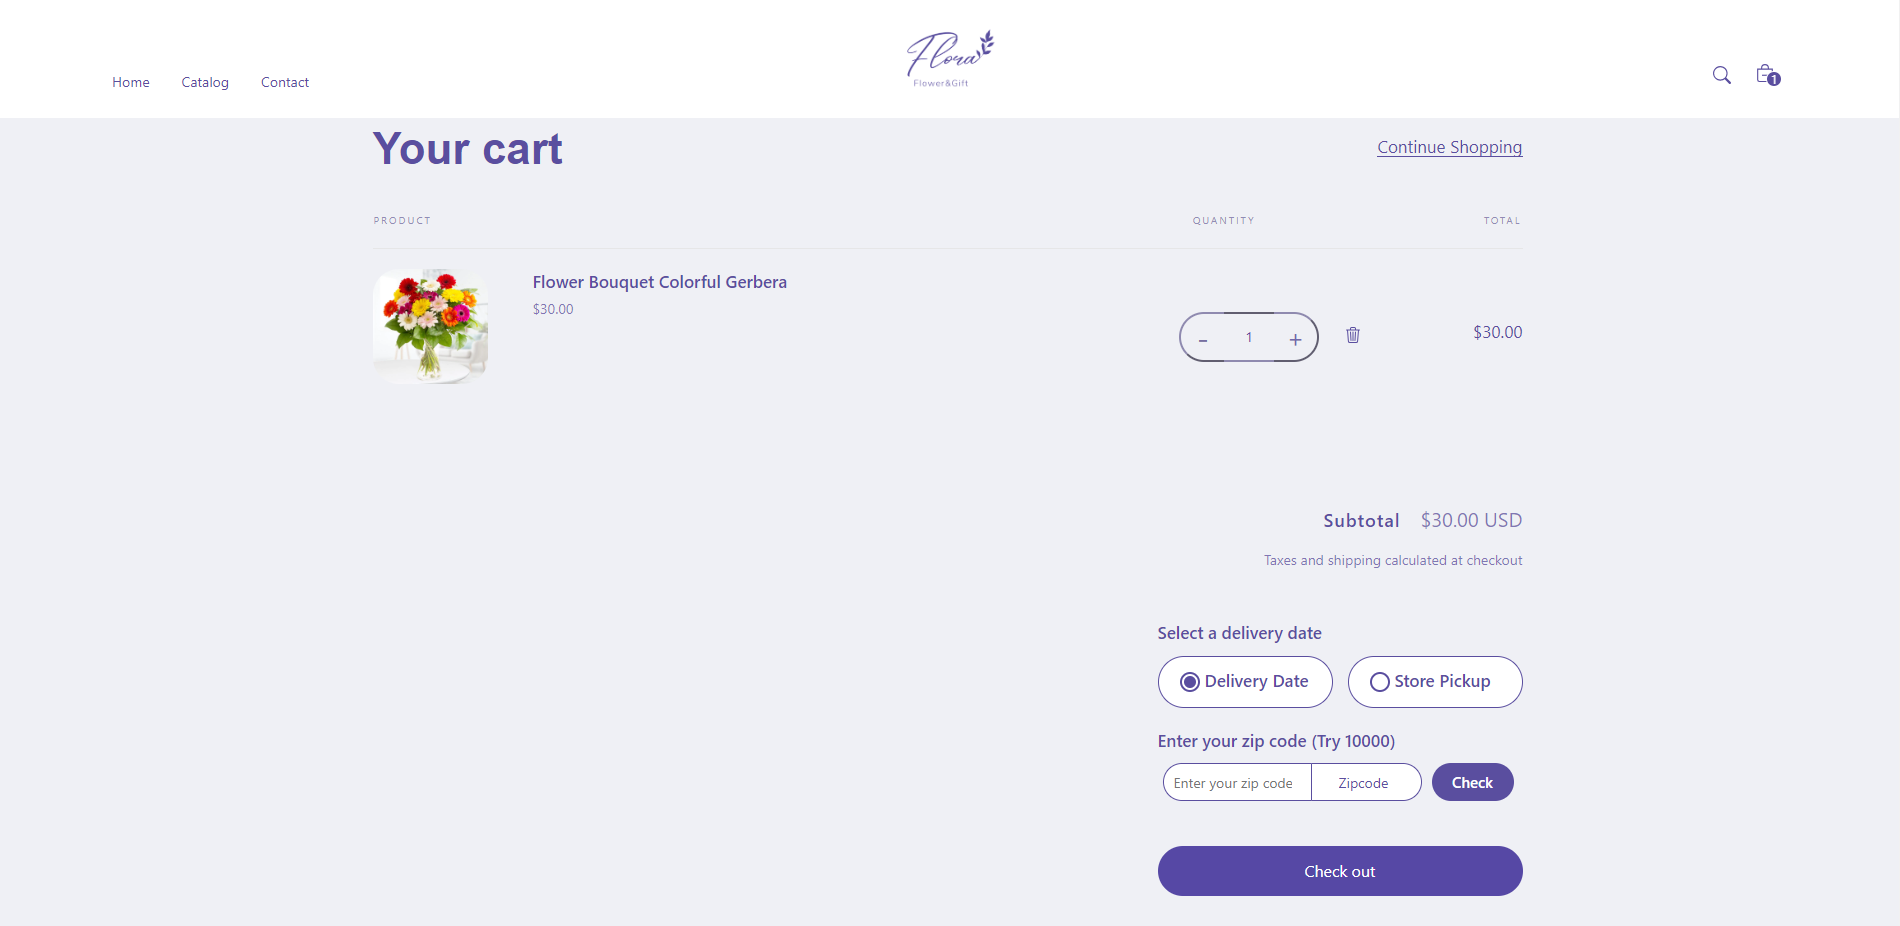 Flora
Flower&Gift
Home Catalog Contact
1
Your cart
Continue Shopping
PRODUCT QUANTITY TOTAL
Flower Bouquet Colorful Gerbera
$30.00
- 1 +
$30.00
Subtotal $30.00 USD
Taxes and shipping calculated at checkout
Select a delivery date
Delivery Date Store Pickup
Enter your zip code (Try 10000)
Enter your zip code Zipcode Check
Check out